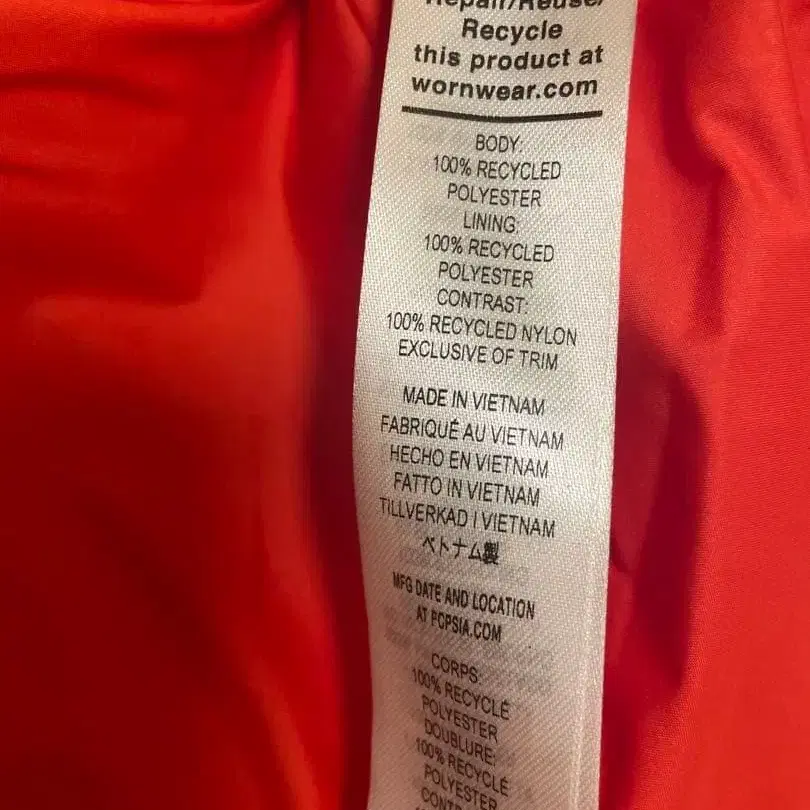 Repair/Reuse/
Recycle
this product at
wornwear.com
BODY:
100% RECYCLED
POLYESTER
LINING:
100% RECYCLED
POLYESTER
CONTRAST:
100% RECYCLED NYLON
EXCLUSIVE OF TRIM
MADE IN VIETNAM
FABRIQUÉ AU VIETNAM
HECHO EN VIETNAM
FATTO IN VIETNAM
TILLVERKAD I VIETNAM
ベトナム製
MFG DATE AND LOCATION
AT PCPSIA.COM
CORPS:
100% RECYCLÉ
POLYESTER
DOUBLURE:
100% RECYCLÉ
POLYESTER